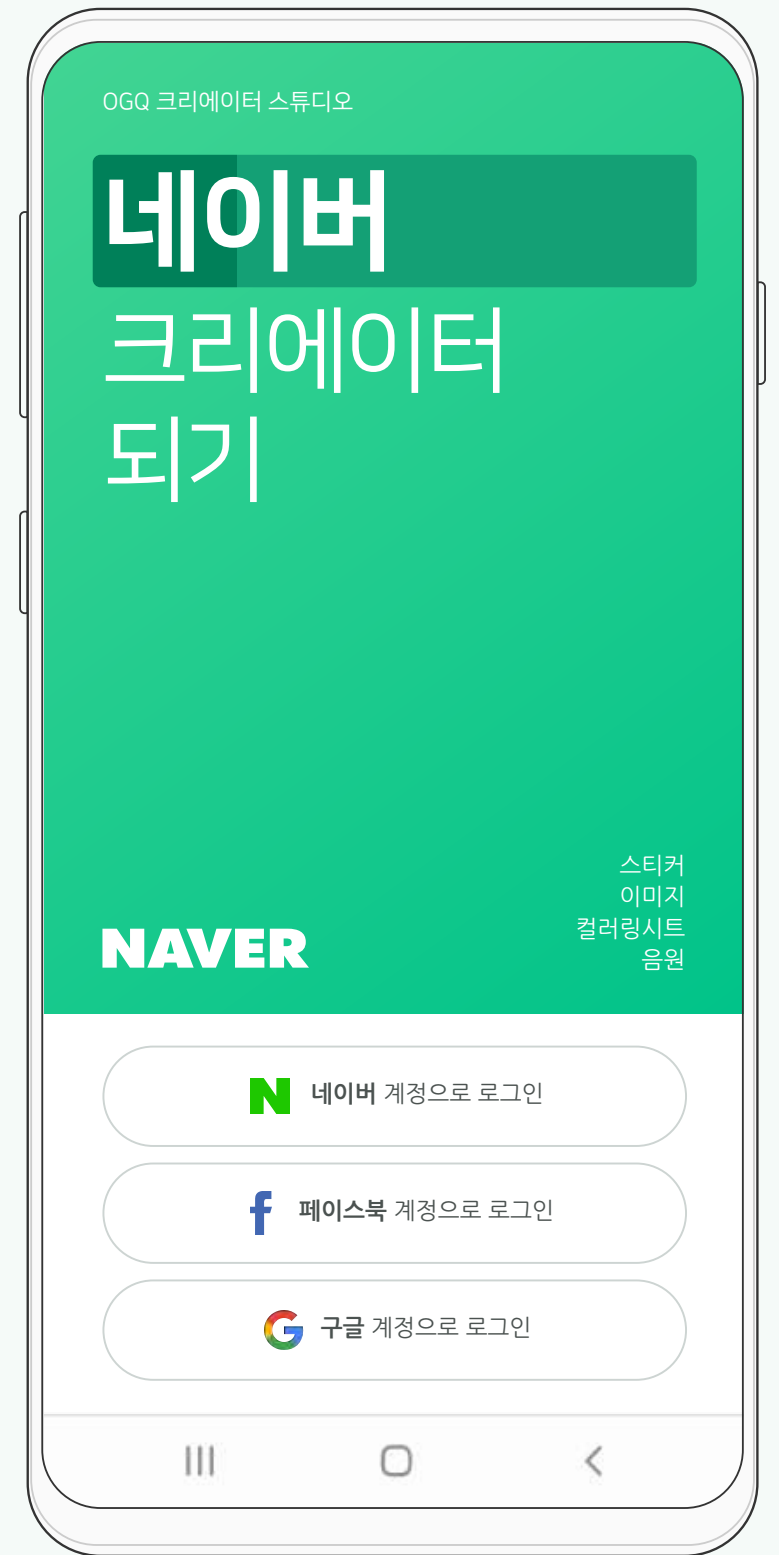 OGQ 크리에이터 스튜디오
네이버
크리에이터
되기
스티커
이미지
컬러링시트
음원
NAVER
네이버 계정으로 로그인
페이스북 계정으로 로그인
구글 계정으로 로그인